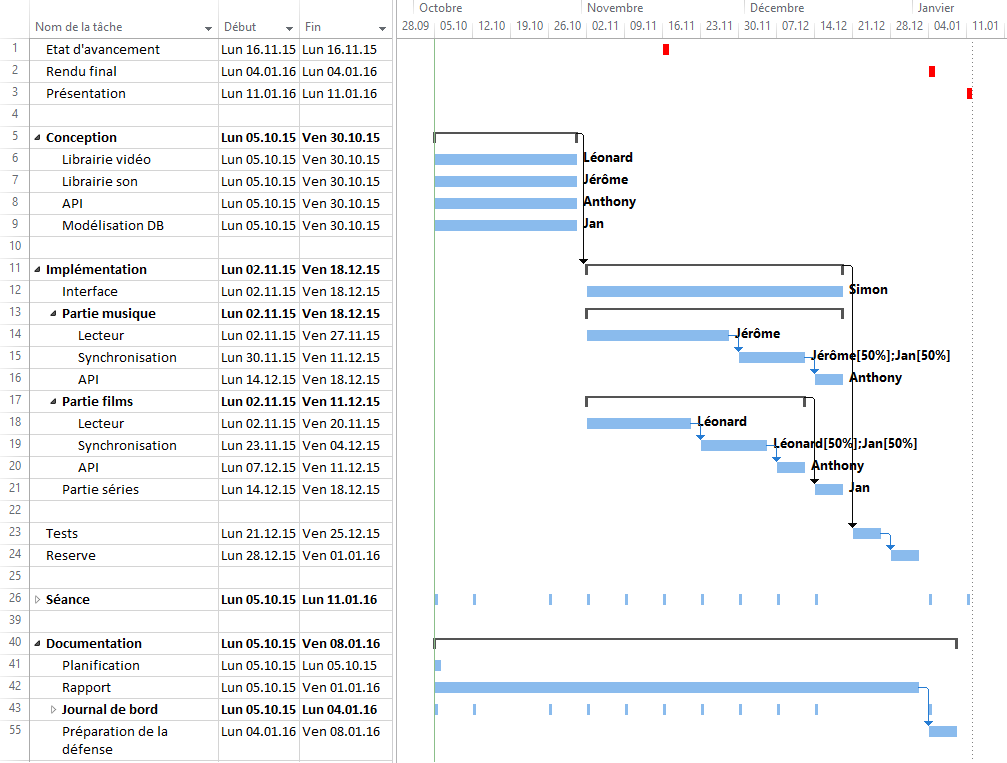 Octobre Novembre Décembre Janvier
Nom de la tâche Début Fin 28.09 05.10 12.10 19.10 26.10 02.11 09.11 16.11 23.11 30.11 07.12 14.12 21.12 28.12 04.01 11.01
1 Etat d'avancement Lun 16.11.15 Lun 16.11.15
2 Rendu final Lun 04.01.16 Lun 04.01.16
3 Présentation Lun 11.01.16 Lun 11.01.16
4
5 Conception Lun 05.10.15 Ven 30.10.15
6 Librairie vidéo Lun 05.10.15 Ven 30.10.15 Léonard
7 Librairie son Lun 05.10.15 Ven 30.10.15 Jérôme
8 API Lun 05.10.15 Ven 30.10.15 Anthony
9 Modélisation DB Lun 05.10.15 Ven 30.10.15 Jan
10
11 Implémentation Lun 02.11.15 Ven 18.12.15
12 Interface Lun 02.11.15 Ven 18.12.15 Simon
13 Partie musique Lun 02.11.15 Ven 18.12.15
14 Lecteur Lun 02.11.15 Ven 27.11.15 Jérôme
15 Synchronisation Lun 30.11.15 Ven 11.12.15 Jérôme[50%];Jan[50%]
16 API Lun 14.12.15 Ven 18.12.15 Anthony
17 Partie films Lun 02.11.15 Ven 11.12.15
18 Lecteur Lun 02.11.15 Ven 20.11.15 Léonard
19 Synchronisation Lun 23.11.15 Ven 04.12.15 Léonard[50%];Jan[50%]
20 API Lun 07.12.15 Ven 11.12.15 Anthony
21 Partie séries Lun 14.12.15 Ven 18.12.15 Jan
22
23 Tests Lun 21.12.15 Ven 25.12.15
24 Reserve Lun 28.12.15 Ven 01.01.16
25
26 Séance Lun 05.10.15 Lun 11.01.16
39
40 Documentation Lun 05.10.15 Ven 08.01.16
41 Planification Lun 05.10.15 Lun 05.10.15
42 Rapport Lun 05.10.15 Ven 01.01.16
43 Journal de bord Lun 05.10.15 Lun 04.01.16
55 Préparation de la Lun 04.01.16 Ven 08.01.16
défense